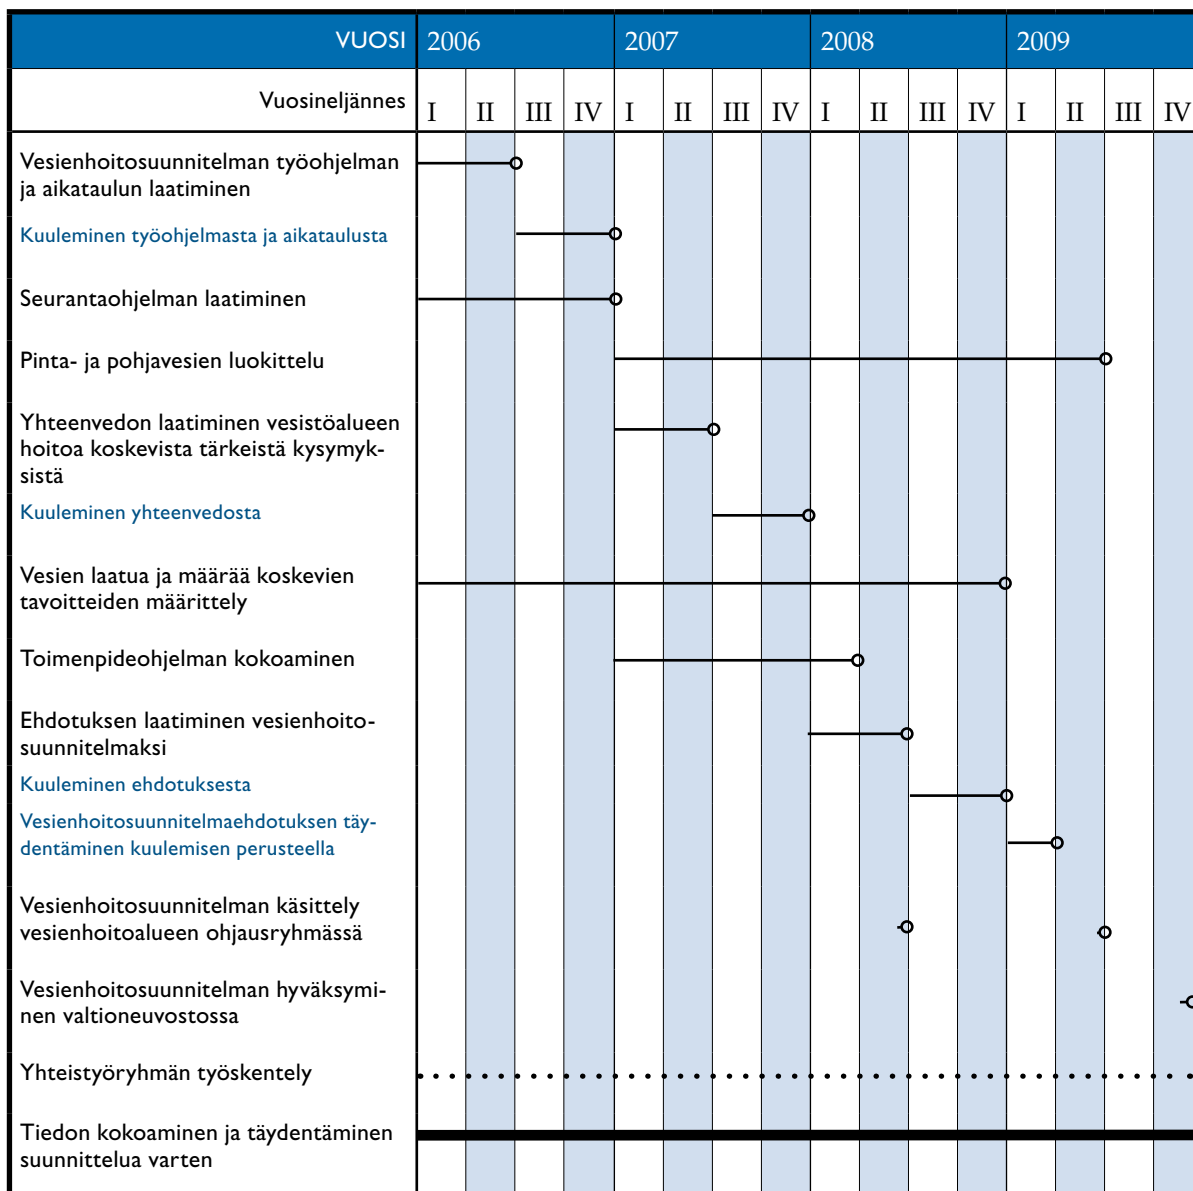 VUOSI 2006 2007 2008 2009
Vuosineljännes I II III IV I II III IV I II III IV I II III IV
Vesienhoitosuunnitelman työohjelman
ja aikataulun laatiminen
Kuuleminen työohjelmasta ja aikataulusta
Seurantaohjelman laatiminen
Pinta- ja pohjavesien luokittelu
Yhteenvedon laatiminen vesistöalueen
hoitoa koskevista tärkeistä kysymyk-
sistä
Kuuleminen yhteenvedosta
Vesien laatua ja määrää koskevien
tavoitteiden määrittely
Toimenpideohjelman kokoaminen
Ehdotuksen laatiminen vesienhoito-
suunnitelmaksi
Kuuleminen ehdotuksesta
Vesienhoitosuunnitelmaehdotuksen täy-
dentäminen kuulemisen perusteella
Vesienhoitosuunnitelman käsittely
vesienhoitoalueen ohjausryhmässä
Vesienhoitosuunnitelman hyväksymi-
nen valtioneuvostossa
Yhteistyöryhmän työskentely
Tiedon kokoaminen ja täydentäminen
suunnittelua varten